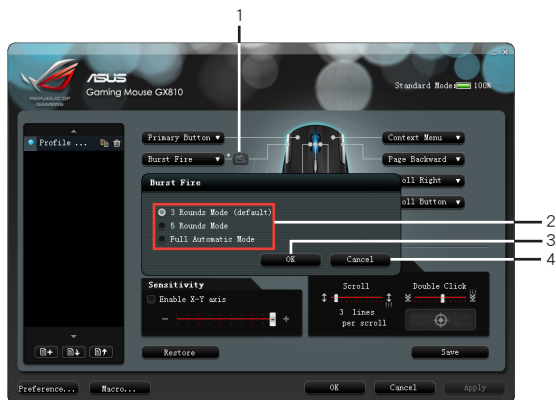 1
REPUBLIC OF
GAMERS
ASUS
Gaming Mouse GX810
Standard Mode 100%
Profile ...
Primary Button
Context Menu
Burst Fire
Page Backward
oll Right
oll Button
Burst Fire
3 Rounds Mode (default)
5 Rounds Mode
Full Automatic Mode
2
3
OK
Cancel
4
Sensitivity
Enable X-Y axis
- +
Scroll
Double Click
3 lines
per scroll
Restore
Save
Preference...
Macro...
OK
Cancel
Apply